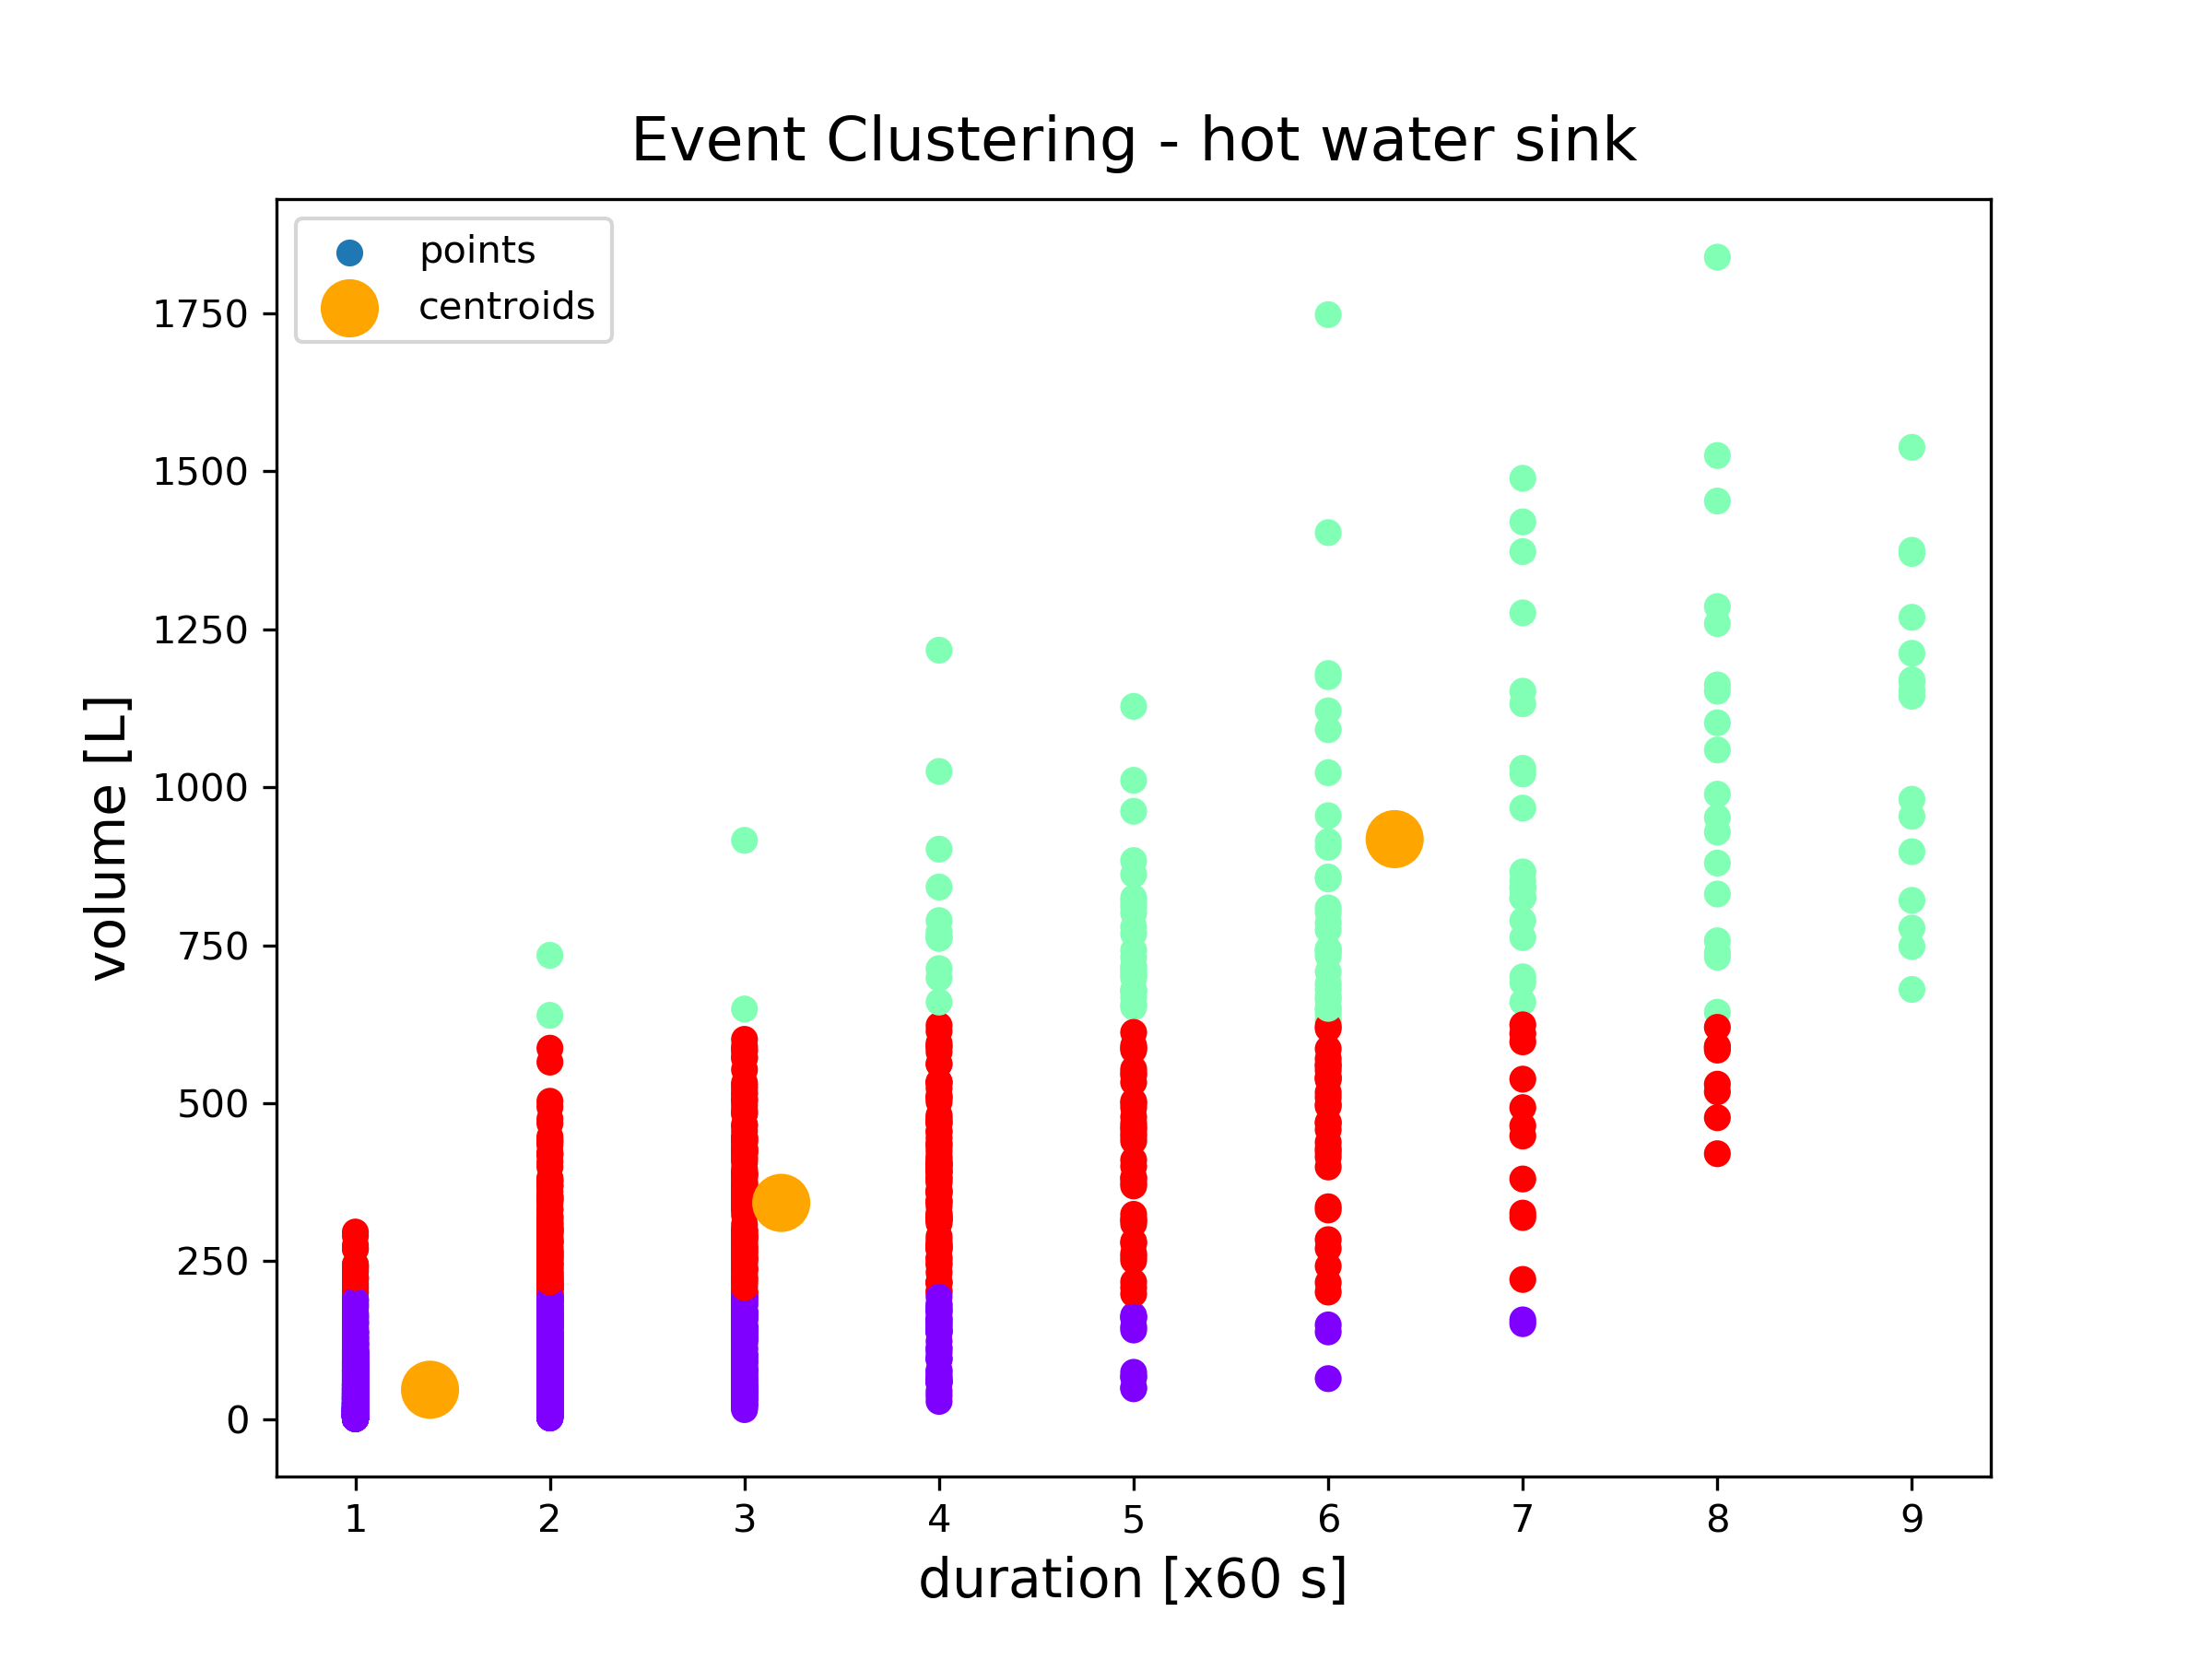 Event Clustering - hot water sink
points
centroids
1750
1500
1250
1000
750
500
250
0
volume [L]
1 2 3 4 5 6 7 8 9
duration [x60 s]